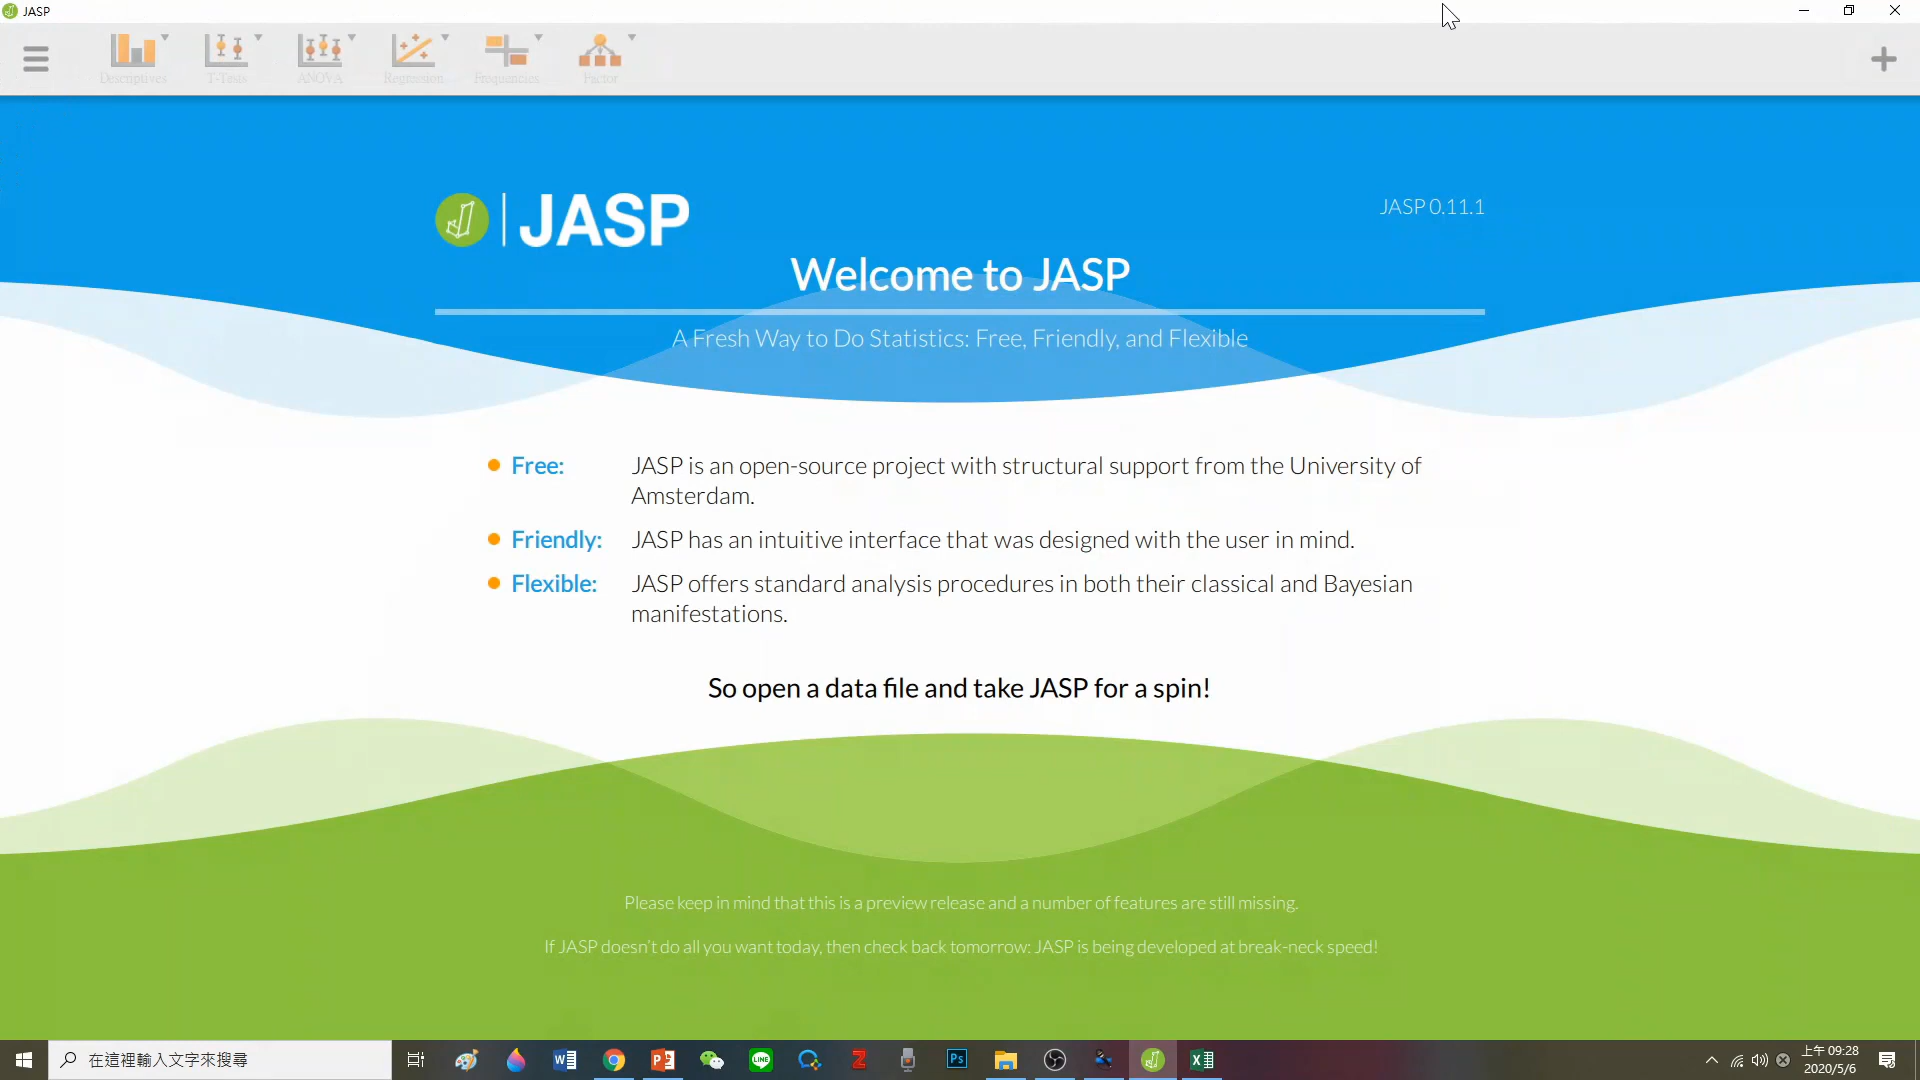 JASP
Descriptives
T-Tests
ANOVA
Regression
Frequencies
Factor
JASP
JASP 0.11.1
Welcome to JASP
A Fresh Way to Do Statistics: Free, Friendly, and Flexible
Free: JASP is an open-source project with structural support from the University of
Amsterdam.
Friendly: JASP has an intuitive interface that was designed with the user in mind.
Flexible: JASP offers standard analysis procedures in both their classical and Bayesian
manifestations.
So open a data file and take JASP for a spin!
Please keep in mind that this is a preview release and a number of features are still missing.
If JASP doesn't do all you want today, then check back tomorrow: JASP is being developed at break-neck speed!
在這裡輸入文字來搜尋
上午 09:28
2020/5/6